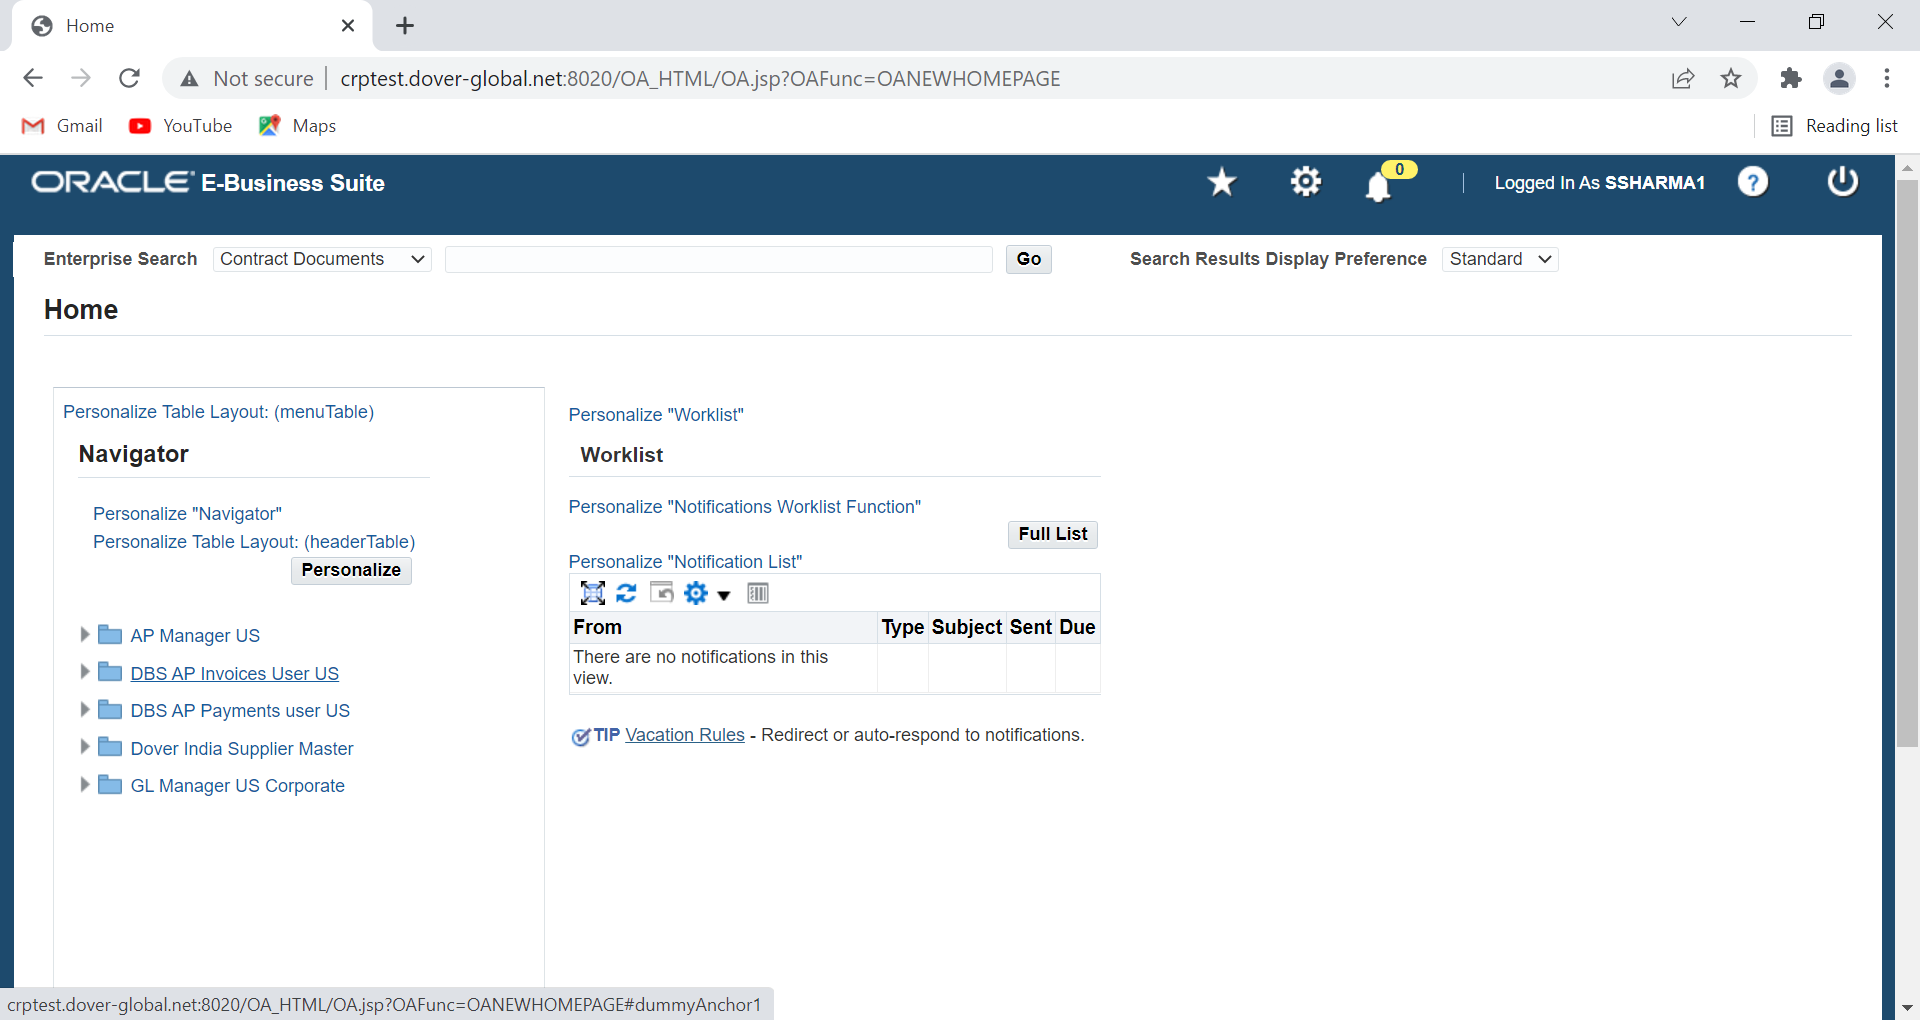 Home
Not secure crptest.dover-global.net:8020/OA_HTML/OA.jsp?OAFunc=OANEWHOMEPAGE
Gmail YouTube Maps Reading list
ORACLE E-Business Suite 0 Logged In As SSHARMA1 ?
Enterprise Search Contract Documents Go Search Results Display Preference Standard
Home
Personalize Table Layout: (menuTable)
Navigator
Personalize "Navigator"
Personalize Table Layout: (headerTable)
Personalize
AP Manager US
DBS AP Invoices User US
DBS AP Payments user US
Dover India Supplier Master
GL Manager US Corporate
Personalize "Worklist"
Worklist
Personalize "Notifications Worklist Function"
Full List
Personalize "Notification List"
From Type Subject Sent Due
There are no notifications in this
view.
TIP Vacation Rules - Redirect or auto-respond to notifications.
crptest.dover-global.net:8020/OA_HTML/OA.jsp?OAFunc=OANEWHOMEPAGE#dummyAnchor1